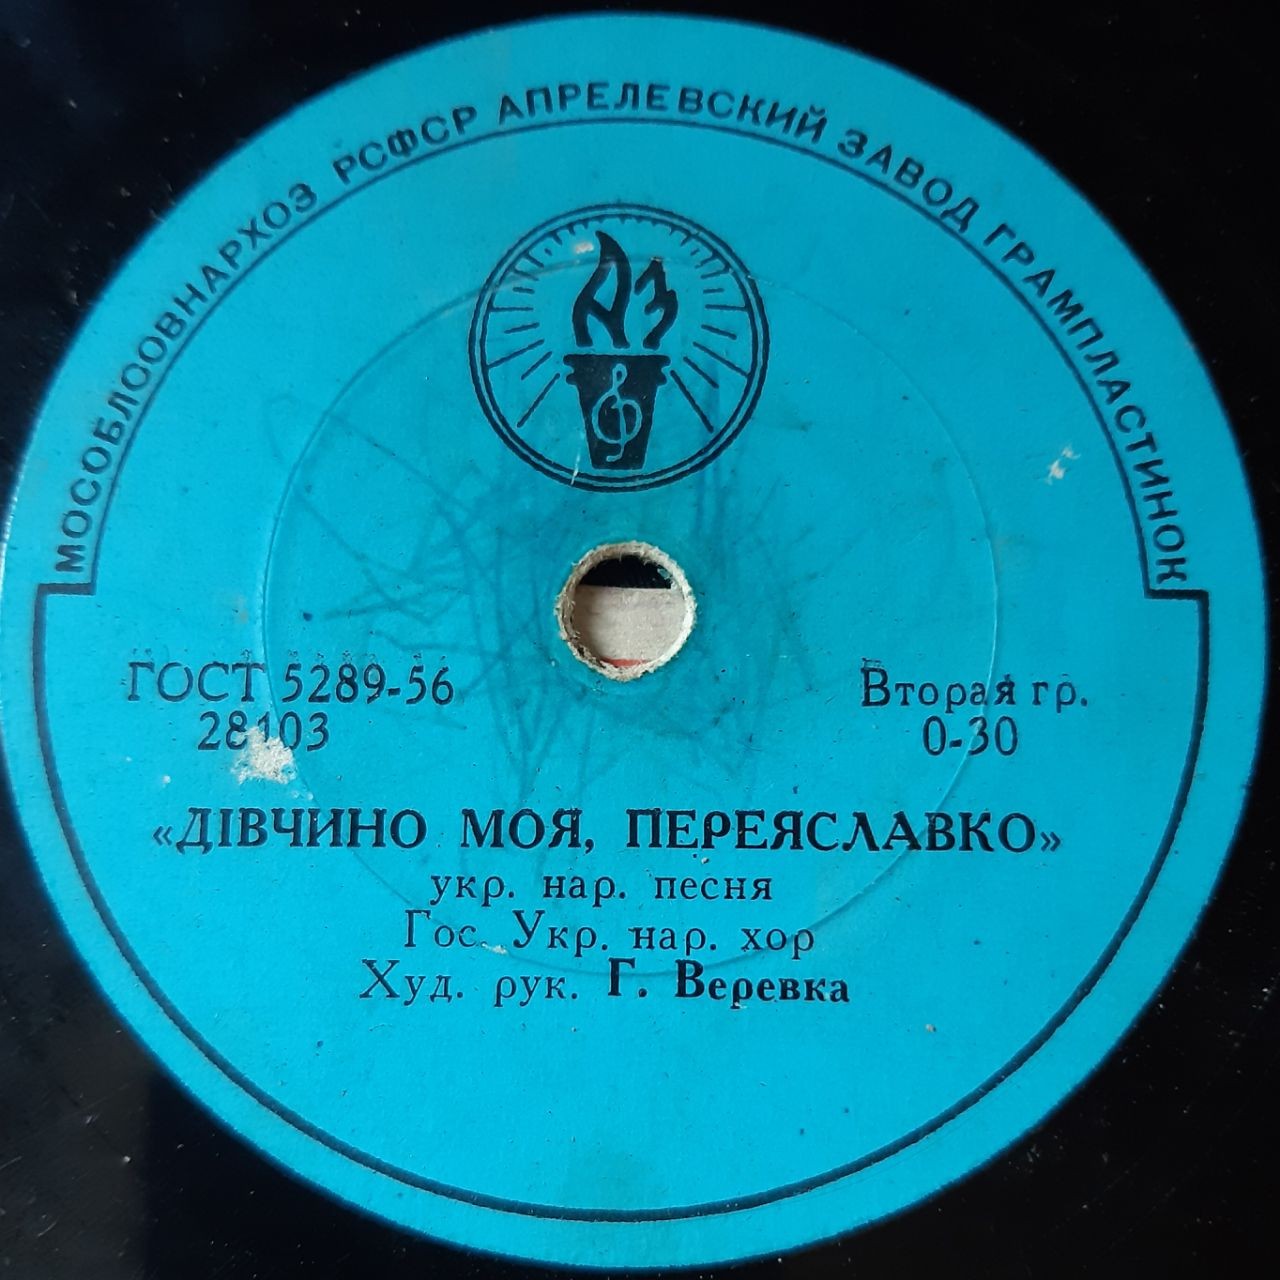 МОСОБЛСОВНАРХОЗ РСФСР АПРЕЛЕВСКИЙ ЗАВОД ГРАМПЛАСТИНОК
АЗ
ГОСТ 5289-56
28103
Вторая гр.
0-30
«ДІВЧИНО МОЯ, ПЕРЕЯСЛАВКО»
укр. нар. песня
Гос. Укр. нар. хор
Худ. рук. Г. Веревка